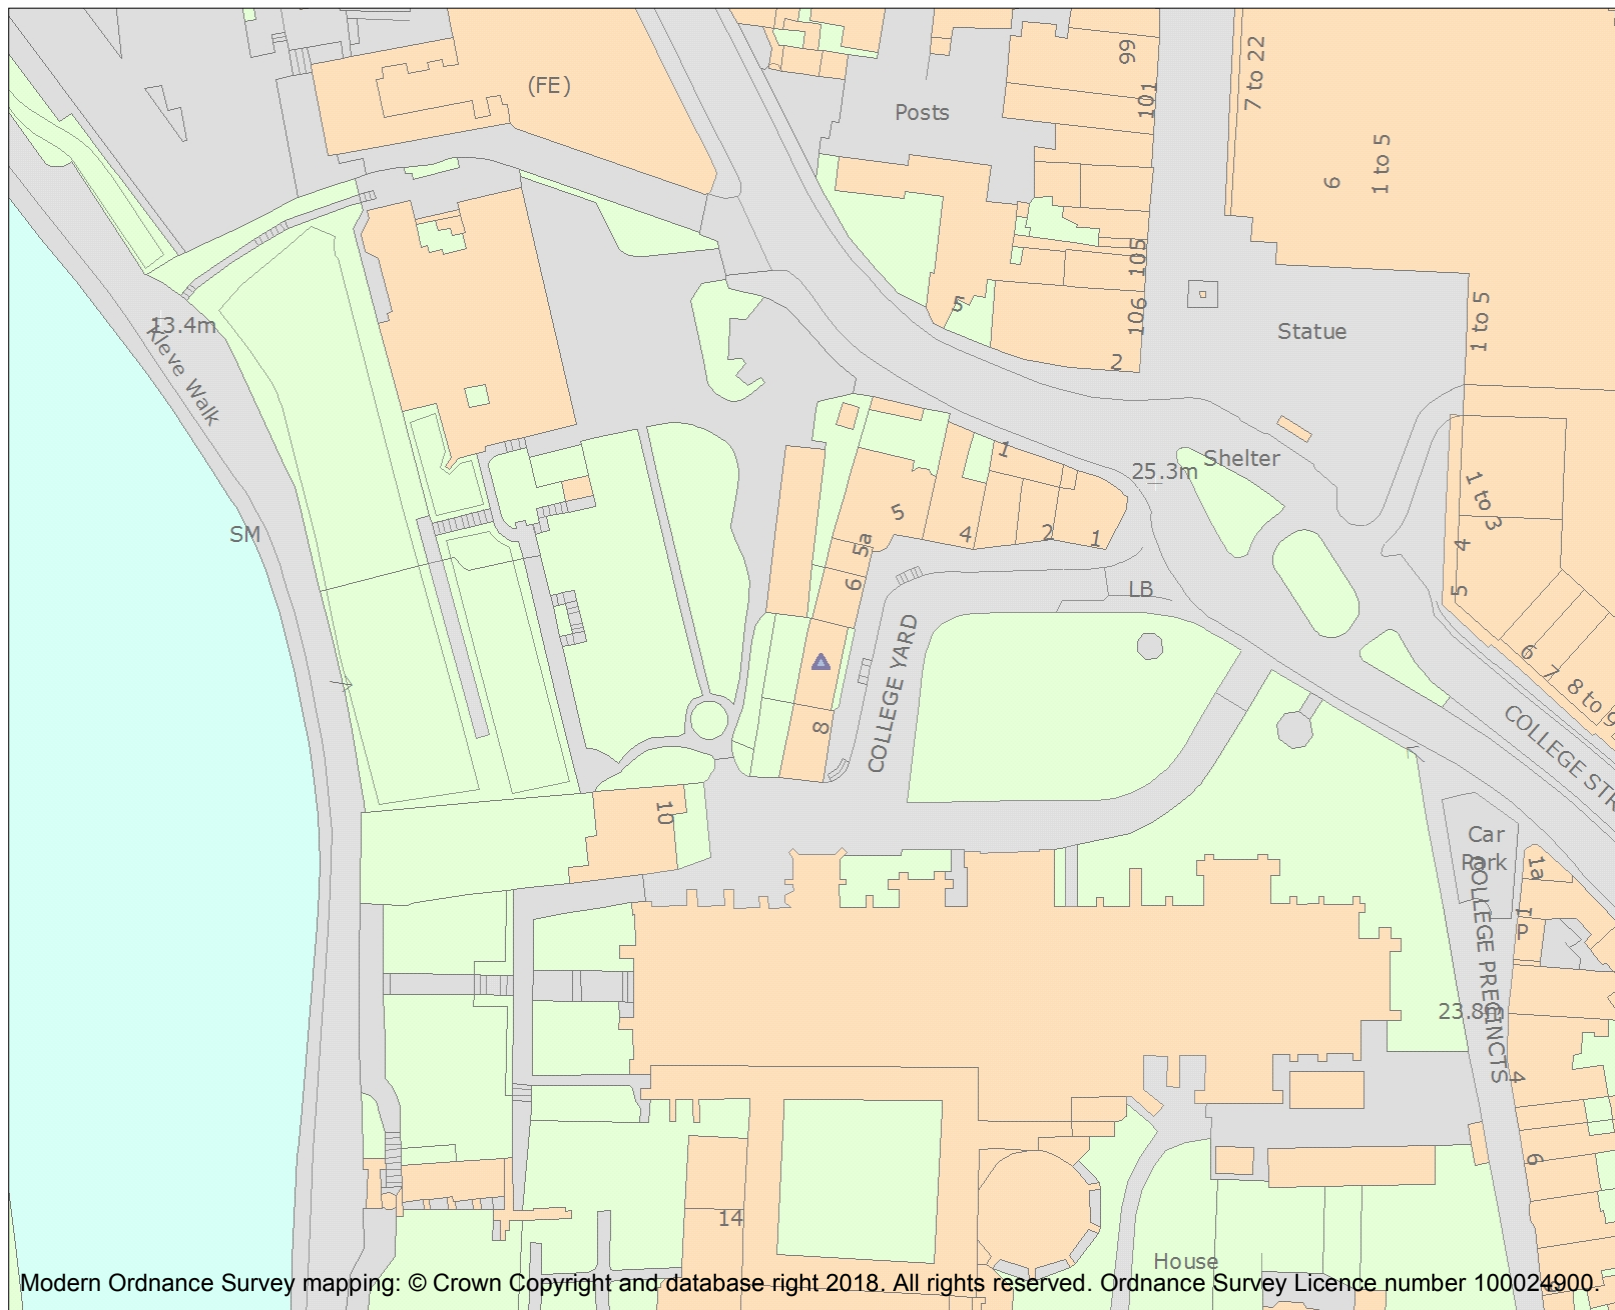 (FE)
Posts
99
101
7 to 22
6
1 to 5
105
106
2
5
Statue
1 to 5
13.4m
Kleve Walk
SM
1
25.3m
Shelter
1 to 3
4
5
5
5a
4
2
1
6
LB
COLLEGE YARD
8
6
7
8 to 9
COLLEGE STR
10
Car
Park
1a
COLLEGE PRECINCTS
23.8m
4
6
14
House
Modern Ordnance Survey mapping: © Crown Copyright and database right 2018. All rights reserved. Ordnance Survey Licence number 100024900.